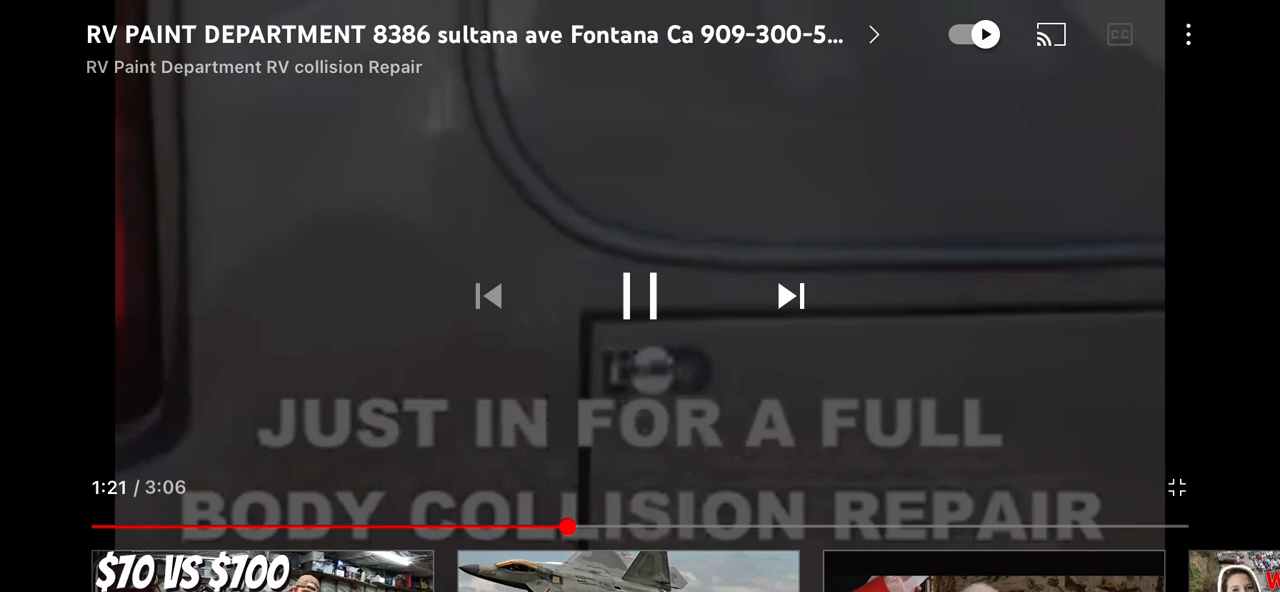 RV PAINT DEPARTMENT 8386 sultana ave Fontana Ca 909-300-5...
RV Paint Department RV collision Repair
CC
JUST IN FOR A FULL
1:21 / 3:06
BODY COLLISION REPAIR
$70 VS $700